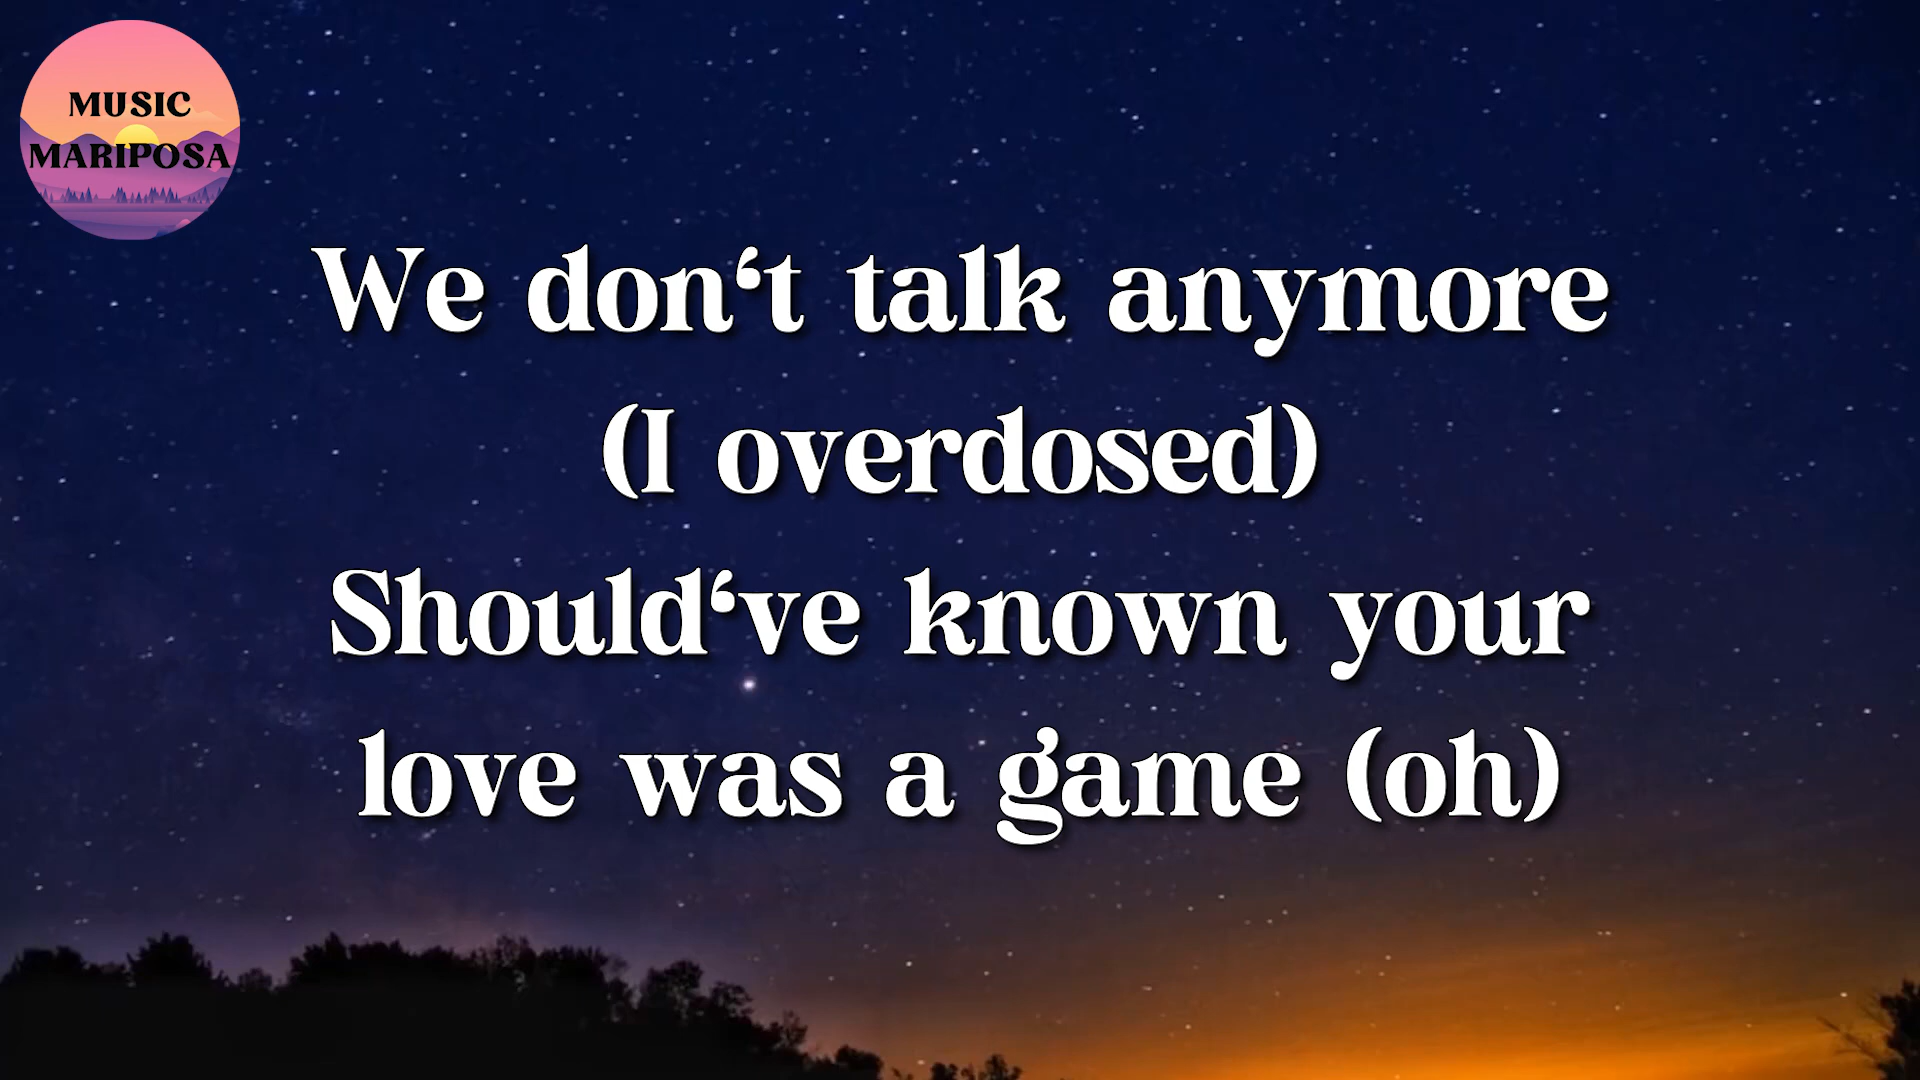 MUSIC
MARIPOSA
We don‘t talk anymore
(I overdosed)
Should‘ve known your
love was a game (oh)